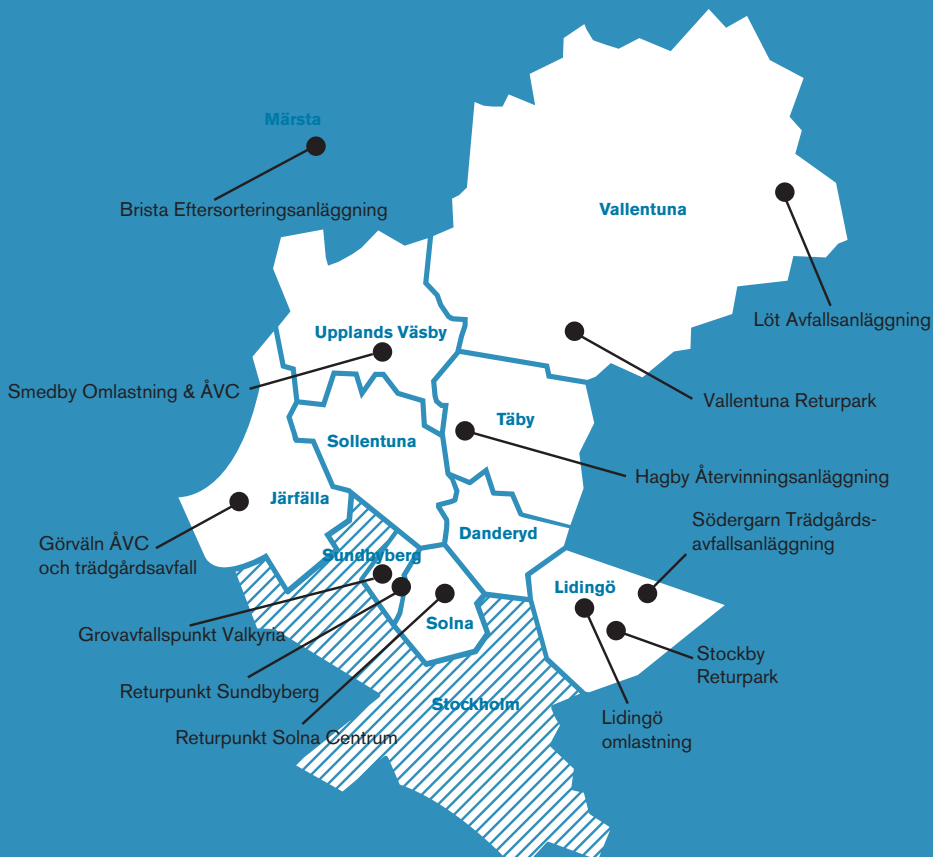 Märsta
Brista Eftersorteringsanläggning
Vallentuna
Löt Avfallsanläggning
Upplands Väsby
Smedby Omlastning & ÅVC
Vallentuna Returpark
Täby
Sollentuna
Hagby Återvinningsanläggning
Järfälla
Södergarn Trädgårds-
avfallsanläggning
Danderyd
Görväln ÅVC
och trädgårdsavfall
Sundbyberg
Lidingö
Solna
Grovavfallspunkt Valkyria
Stockby
Returpark
Returpunkt Sundbyberg
Stockholm
Lidingö
omlastning
Returpunkt Solna Centrum